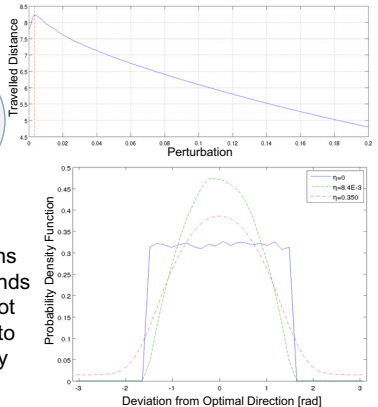 8.5
8
7.5
7
6.5
6
5.5
5
4.5
Travelled Distance
0 0.02 0.04 0.06 0.08 0.1 0.12 0.14 0.16 0.18 0.2
Perturbation
ns
nds
ot
to
y
0.5
0.45
0.4
0.35
0.3
0.25
0.2
0.15
0.1
0.05
0
Probability Density Function
η=0
η=8.4E-3
η=0.350
-3 -2 -1 0 1 2 3
Deviation from Optimal Direction [rad]